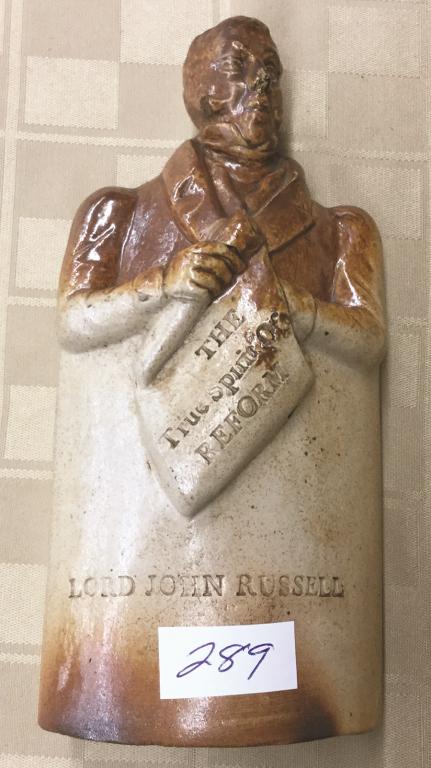 THE
True Spirit Of
REFORM
LORD JOHN RUSSELL
289